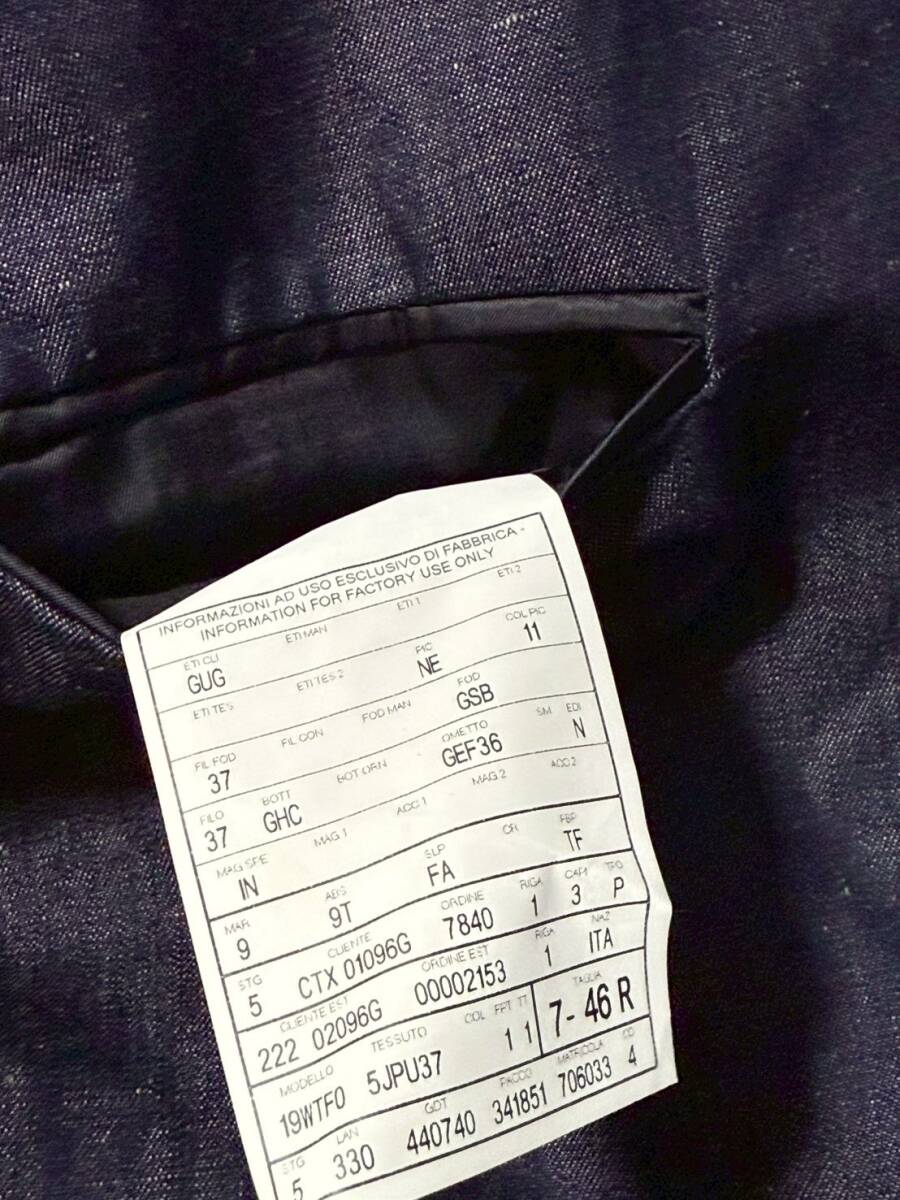 INFORMAZIONI AD USO ESCLUSIVO DI FABBRICA -
INFORMATION FOR FACTORY USE ONLY
ETI CLI ETI MAN ETI 1 ETI 2
GUG
ETI TES ETI TES 2 PIC COL PIC
NE 11
FIL FOD FIL CON FOD MAN FOD
37 GSB
FILO BOTT BOT ORN OMETTO SM EDI
37 GHC GEF36 N
MAG SPE MAG 1 ACC 1 MAG 2 ACC 2
IN
MAR ABS SLP CR FBP
9 9T FA TF
STG CLIENTE ORDINE RIGA CAPI TPO
5 CTX 01096G 7840 1 3 P
CLIENTE EST ORDINE EST RIGA NAZ
222 02096G 00002153 1 ITA
MODELLO TESSUTO COL FPT TT TAGLIA
19WTF0 5JPU37 1 1 7- 46 R
STG LAN GDT PACCO MATRICOLA CD
5 330 440740 341851 706033 4